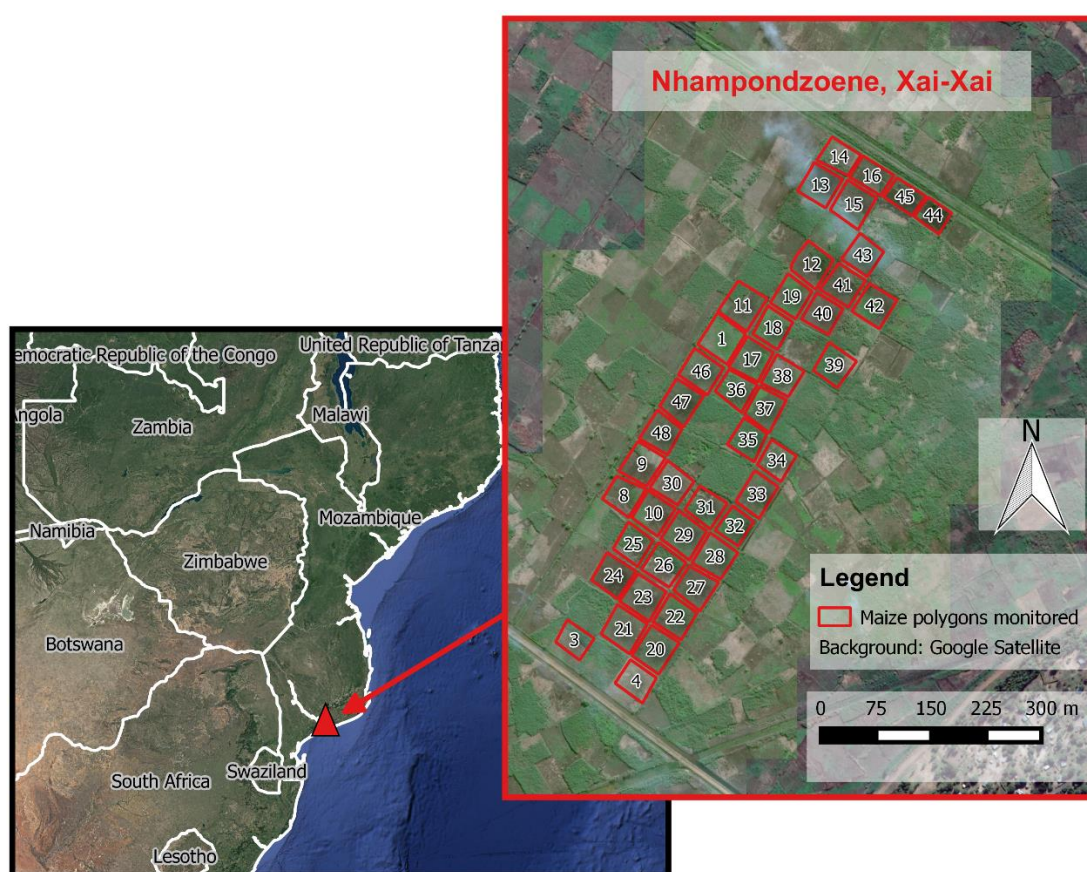 Nhampondzoene, Xai-Xai
14
16
13
45
15
44
43
12
41
19
42
11
40
18
1
17
39
46
38
36
47
37
48
35
9
34
30
33
8
31
10
32
29
25
28
26
24
27
23
22
21
3
20
4
N
Legend
Maize polygons monitored
Background: Google Satellite
0 75 150 225 300 m
emocratic Republic of the Congo
United Republic of Tanza
Angola
Zambia
Malawi
Mozambique
Namibia
Zimbabwe
Botswana
South Africa
Swaziland
Lesotho